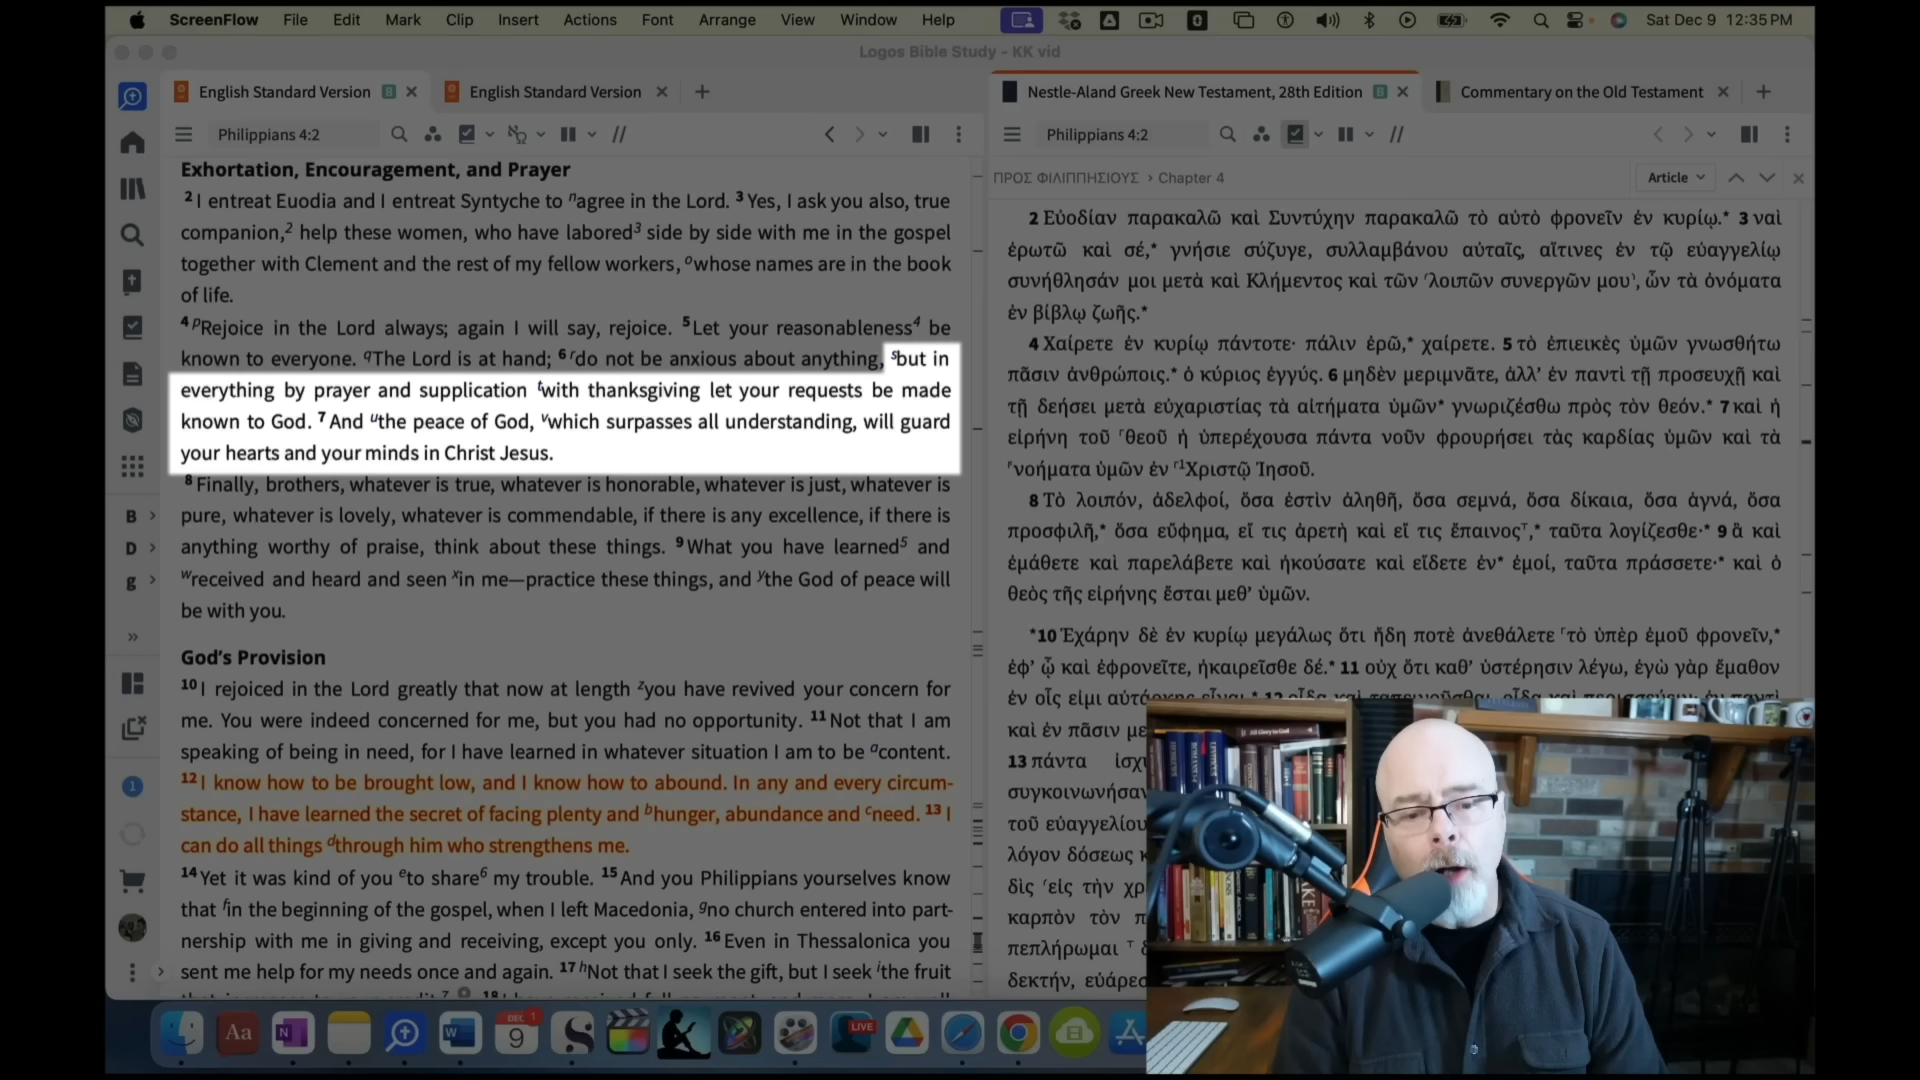 ScreenFlow File Edit Mark Clip Insert Actions Font Arrange View Window Help Sat Dec 9 12:35 PM
Logos Bible Study - KK vid
English Standard Version B
English Standard Version
Philippians 4:2
Exhortation, Encouragement, and Prayer
2 I entreat Euodia and I entreat Syntyche to n agree in the Lord. 3 Yes, I ask you also, true
companion,2 help these women, who have labored3 side by side with me in the gospel
together with Clement and the rest of my fellow workers, o whose names are in the book
of life.
4 p Rejoice in the Lord always; again I will say, rejoice. 5 Let your reasonableness4 be
known to everyone. q The Lord is at hand; 6 r do not be anxious about anything, s but in
everything by prayer and supplication t with thanksgiving let your requests be made
known to God. 7 And u the peace of God, v which surpasses all understanding, will guard
your hearts and your minds in Christ Jesus.
8 Finally, brothers, whatever is true, whatever is honorable, whatever is just, whatever is
pure, whatever is lovely, whatever is commendable, if there is any excellence, if there is
anything worthy of praise, think about these things. 9 What you have learned5 and
w received and heard and seen x in me—practice these things, and y the God of peace will
be with you.
God's Provision
10 I rejoiced in the Lord greatly that now at length z you have revived your concern for
me. You were indeed concerned for me, but you had no opportunity. 11 Not that I am
speaking of being in need, for I have learned in whatever situation I am to be a content.
12 I know how to be brought low, and I know how to abound. In any and every circum-
stance, I have learned the secret of facing plenty and b hunger, abundance and c need. 13 I
can do all things d through him who strengthens me.
14 Yet it was kind of you e to share6 my trouble. 15 And you Philippians yourselves know
that f in the beginning of the gospel, when I left Macedonia, g no church entered into part-
nership with me in giving and receiving, except you only. 16 Even in Thessalonica you
sent me help for my needs once and again. 17 h Not that I seek the gift, but I seek i the fruit
B
D
g
1
Nestle-Aland Greek New Testament, 28th Edition B
Commentary on the Old Testament
Philippians 4:2
ΠΡΟΣ ΦΙΛΙΠΠΗΣΙΟΥΣ › Chapter 4
Article
2 Εὐοδίαν παρακαλῶ καὶ Συντύχην παρακαλῶ τὸ αὐτὸ φρονεῖν ἐν κυρίῳ.* 3 ναὶ
ἐρωτῶ καὶ σέ,* γνήσιε σύζυγε, συλλαμβάνου αὐταῖς, αἵτινες ἐν τῷ εὐαγγελίῳ
συνήθλησάν μοι μετὰ καὶ Κλήμεντος καὶ τῶν ⸂λοιπῶν συνεργῶν μου⸃, ὧν τὰ ὀνόματα
ἐν βίβλῳ ζωῆς.*
4 Χαίρετε ἐν κυρίῳ πάντοτε· πάλιν ἐρῶ,* χαίρετε. 5 τὸ ἐπιεικὲς ὑμῶν γνωσθήτω
πᾶσιν ἀνθρώποις.* ὁ κύριος ἐγγύς. 6 μηδὲν μεριμνᾶτε, ἀλλ’ ἐν παντὶ τῇ προσευχῇ καὶ
τῇ δεήσει μετὰ εὐχαριστίας τὰ αἰτήματα ὑμῶν* γνωριζέσθω πρὸς τὸν θεόν.* 7 καὶ ἡ
εἰρήνη τοῦ ⸀θεοῦ ἡ ὑπερέχουσα πάντα νοῦν φρουρήσει τὰς καρδίας ὑμῶν καὶ τὰ
⸀νοήματα ὑμῶν ἐν ⸀1Χριστῷ Ἰησοῦ.
8 Τὸ λοιπόν, ἀδελφοί, ὅσα ἐστὶν ἀληθῆ, ὅσα σεμνά, ὅσα δίκαια, ὅσα ἁγνά, ὅσα
προσφιλῆ,* ὅσα εὔφημα, εἴ τις ἀρετὴ καὶ εἴ τις ἔπαινος⸆,* ταῦτα λογίζεσθε·* 9 ἃ καὶ
ἐμάθετε καὶ παρελάβετε καὶ ἠκούσατε καὶ εἴδετε ἐν* ἐμοί, ταῦτα πράσσετε·* καὶ ὁ
θεὸς τῆς εἰρήνης ἔσται μεθ’ ὑμῶν.
*10 Ἐχάρην δὲ ἐν κυρίῳ μεγάλως ὅτι ἤδη ποτὲ ἀνεθάλετε ⸀τὸ ὑπὲρ ἐμοῦ φρονεῖν,*
ἐφ’ ᾧ καὶ ἐφρονεῖτε, ἠκαιρεῖσθε δέ.* 11 οὐχ ὅτι καθ’ ὑστέρησιν λέγω, ἐγὼ γὰρ ἔμαθον
ἐν οἷς εἰμι
καὶ ἐν πᾶσιν με
13 πάντα ἰσχ
συγκοινωνήσαν
τοῦ εὐαγγελίου
λόγον δόσεως κ
δὶς ⸂εἰς τὴν χρ
καρπὸν τὸν π
πεπλήρωμαι ⸆ δ
δεκτήν, εὐάρεσ
Aa N W DEC 9 1 LIVE